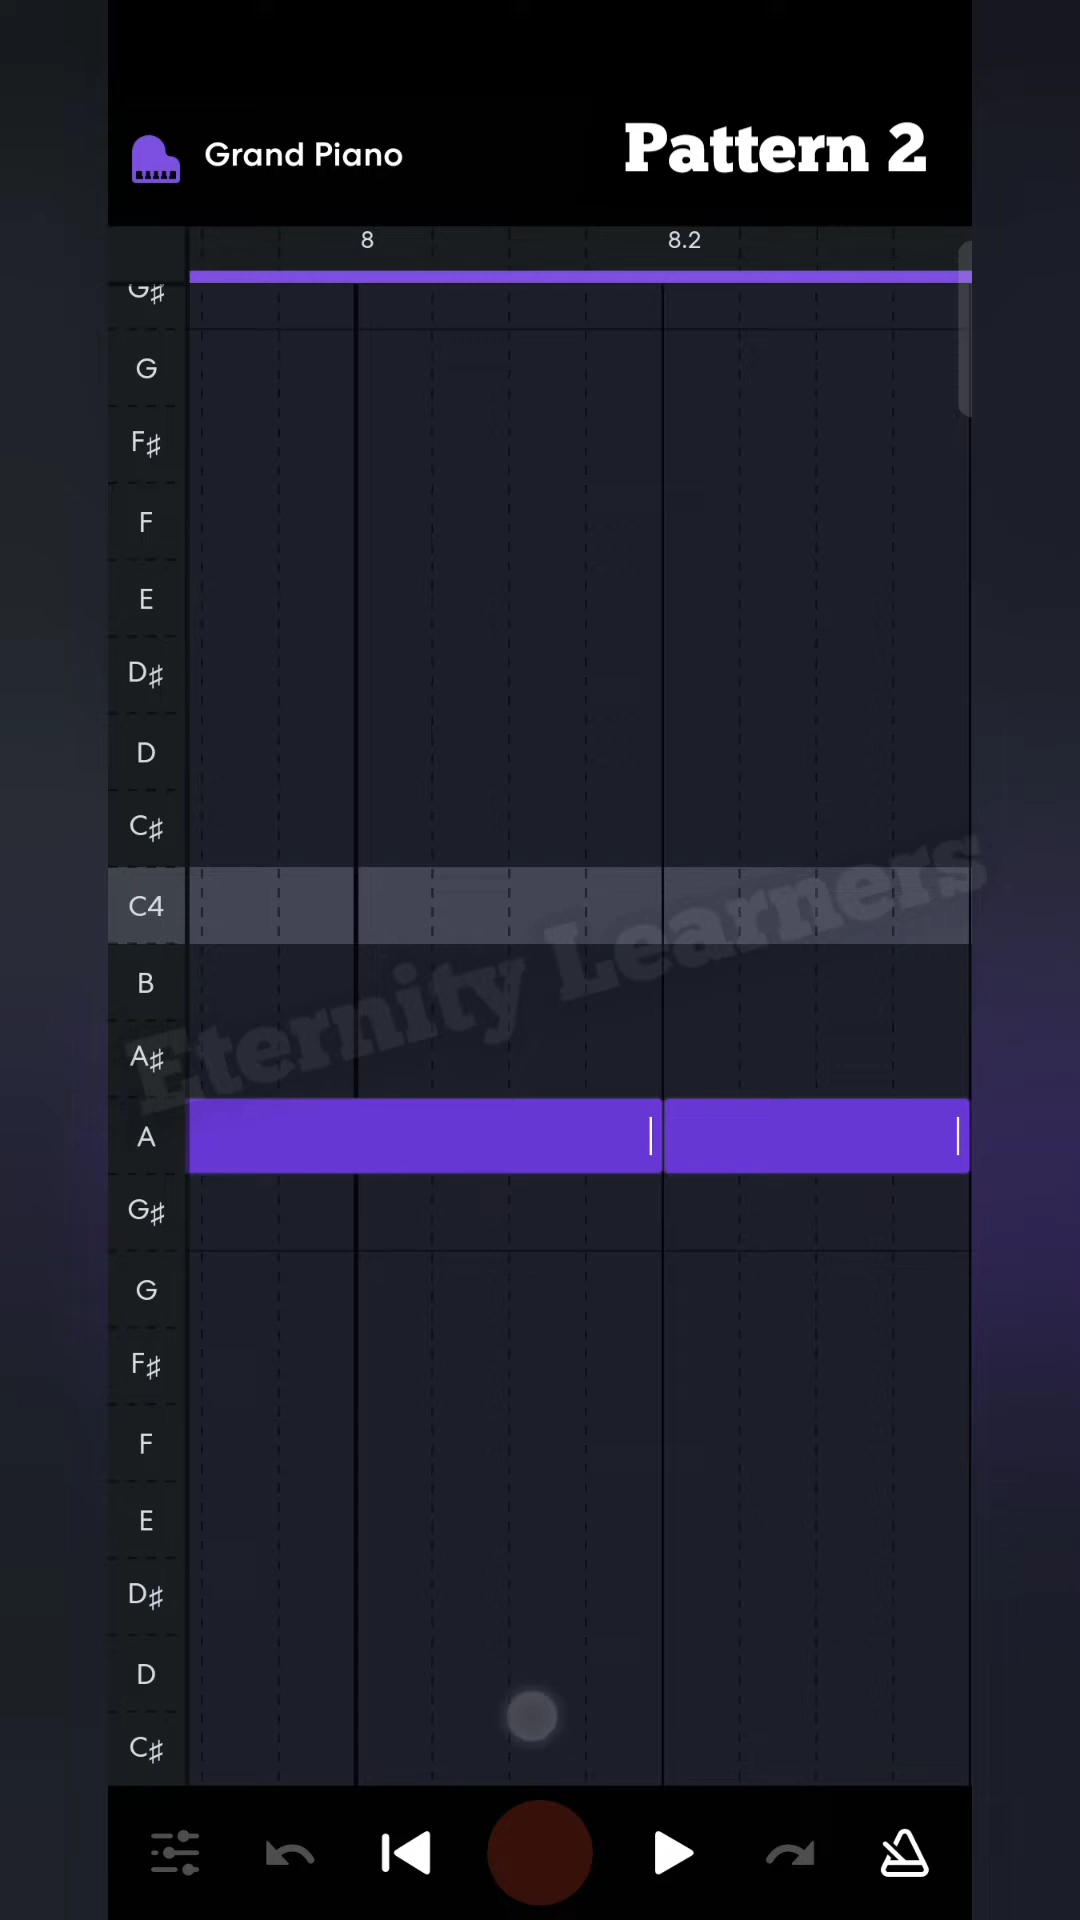 Grand Piano
Pattern 2
8 8.2
G♯
G
F♯
F
E
D♯
D
C♯
C4
B
A♯
A
G♯
G
F♯
F
E
D♯
D
C♯
Eternity Learners